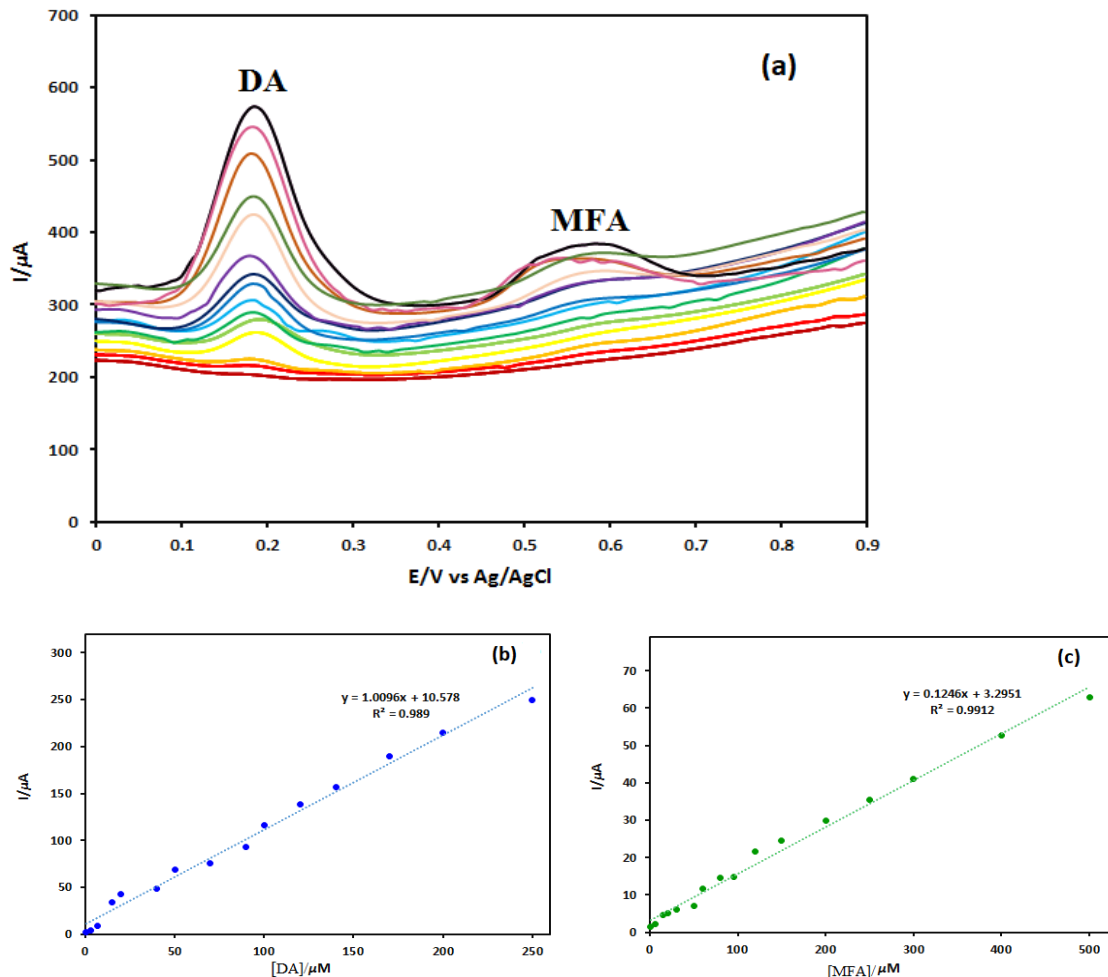 700
600
500
400
300
200
100
0
I/μA
(a)
DA
MFA
0 0.1 0.2 0.3 0.4 0.5 0.6 0.7 0.8 0.9
E/V vs Ag/AgCl
300
250
200
150
100
50
0
I/μA
(b)
y = 1.0096x + 10.578
R² = 0.989
0 50 100 150 200 250
[DA]/μM
70
60
50
40
30
20
10
0
I/μA
(c)
y = 0.1246x + 3.2951
R² = 0.9912
0 100 200 300 400 500
[MFA]/μM